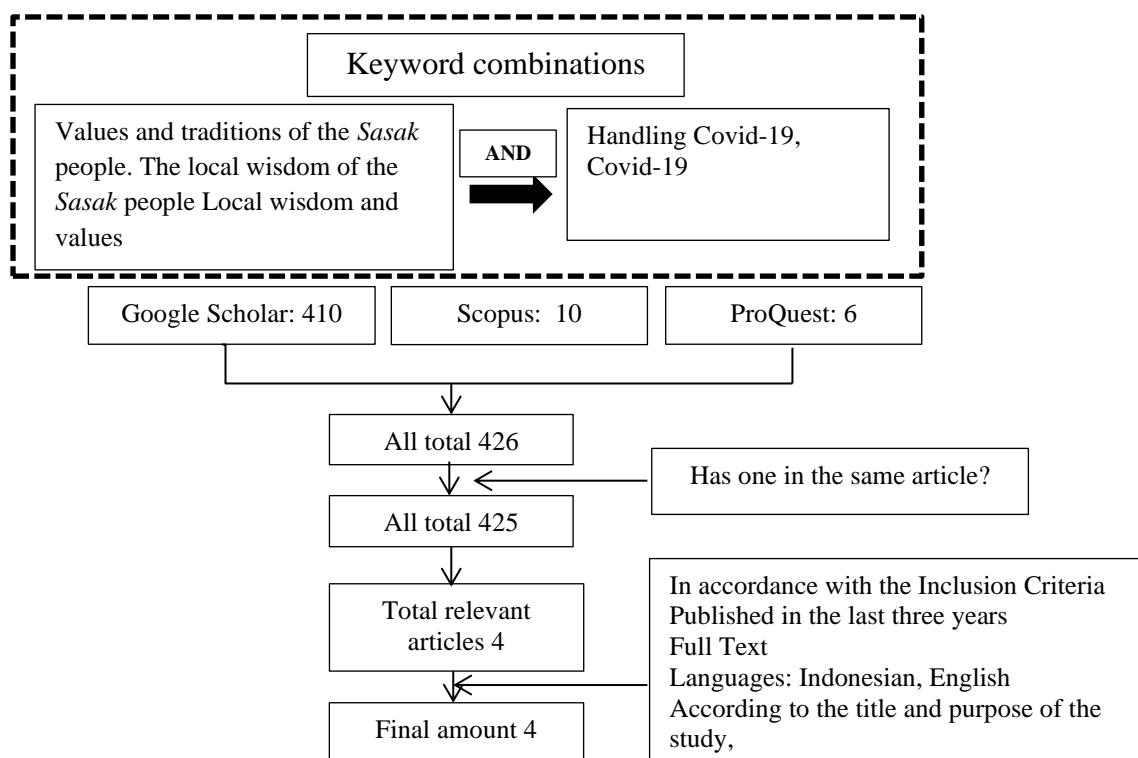 Keyword combinations
Values and traditions of the Sasak
people. The local wisdom of the
Sasak people Local wisdom and
values
AND
Handling Covid-19,
Covid-19
Google Scholar: 410
Scopus: 10
ProQuest: 6
All total 426
Has one in the same article?
All total 425
Total relevant
articles 4
In accordance with the Inclusion Criteria
Published in the last three years
Full Text
Languages: Indonesian, English
According to the title and purpose of the
study,
Final amount 4